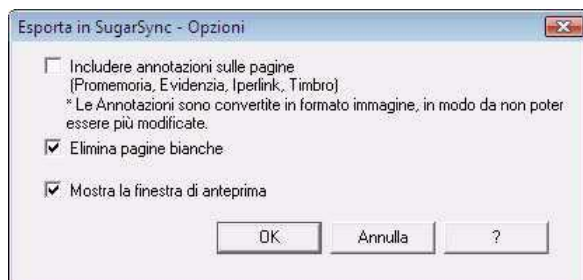 Esporta in SugarSync - Opzioni
Includere annotazioni sulle pagine
(Promemoria, Evidenzia, Iperlink, Timbro)
* Le Annotazioni sono convertite in formato immagine, in modo da non poter
essere più modificate.
Elimina pagine bianche
Mostra la finestra di anteprima
OK Annulla ?